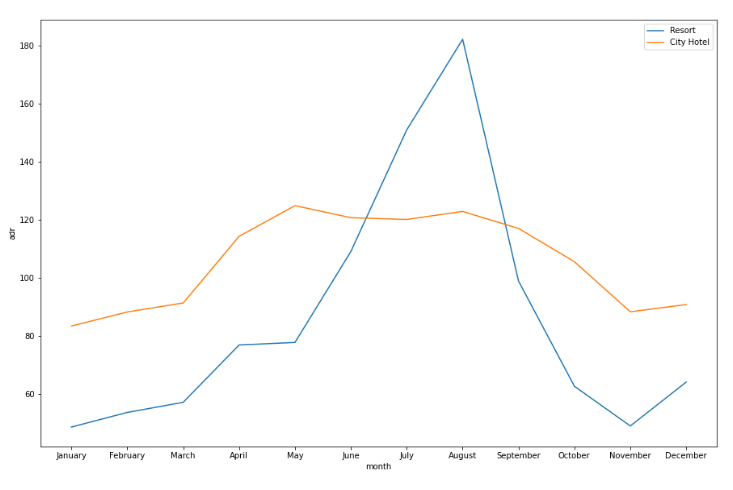 Resort
City Hotel
180
160
140
120
100
80
60
adr
January February March April May June July August September October November December
month